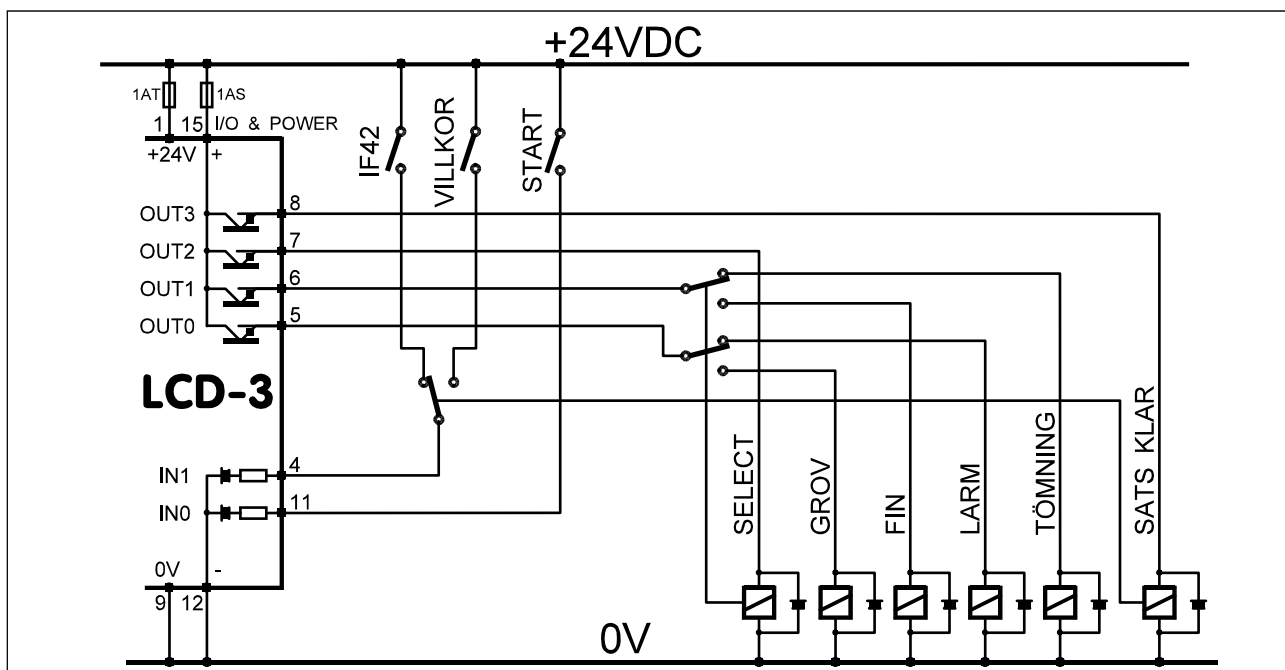 +24VDC
1AT
1AS
1
15
I/O & POWER
+24V
+
IF42
VILLKOR
START
OUT3
8
OUT2
7
OUT1
6
OUT0
5
LCD-3
IN1
4
IN0
11
SELECT
GROV
FIN
LARM
TÖMNING
SATS KLAR
0V
-
9
12
0V